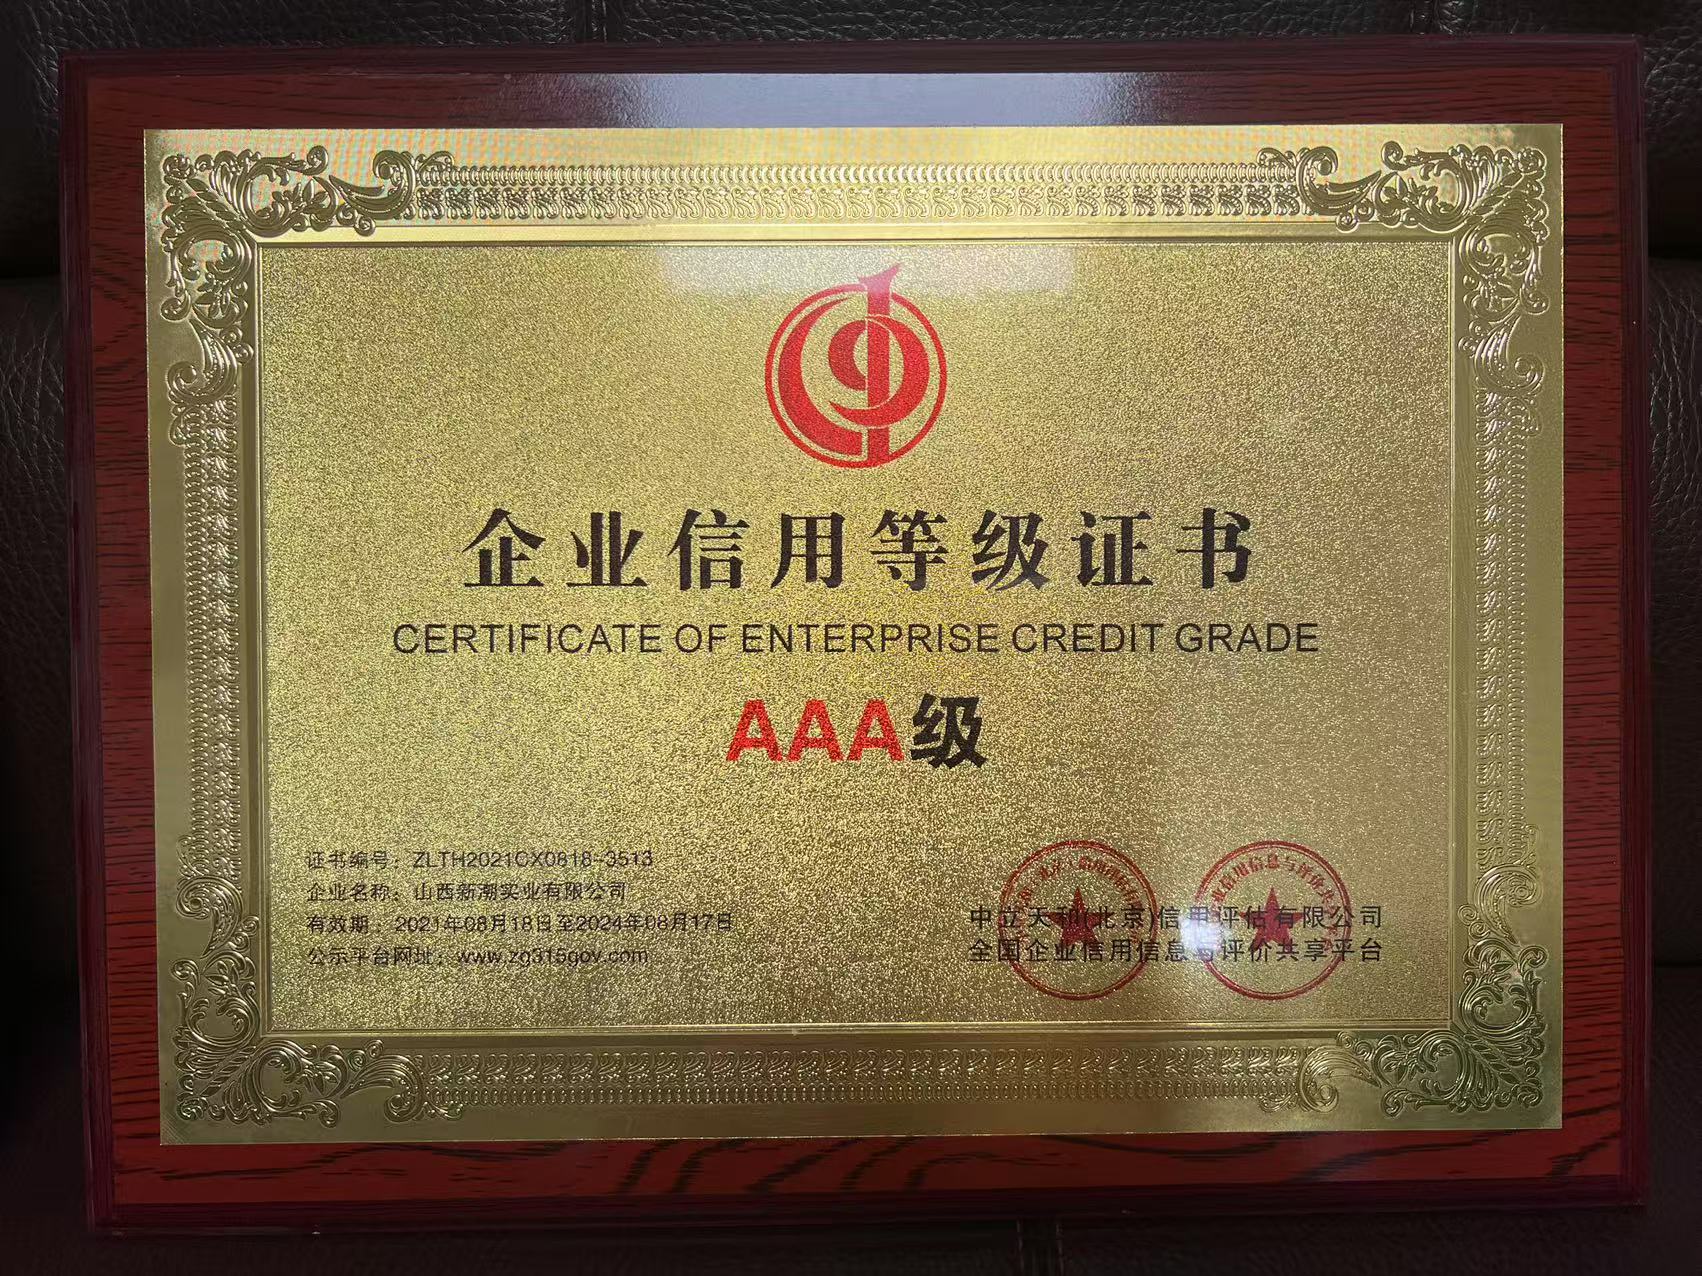 企业信用等级证书
CERTIFICATE OF ENTERPRISE CREDIT GRADE
AAA级
证书编号：ZLTH2021CX0818-3513
企业名称：山西新潮实业有限公司
有效期：2021年08月18日至2024年08月17日
公示平台网址：www.zg315gov.com
中立天和(北京)信用评估有限公司
全国企业信用信息与评价共享平台